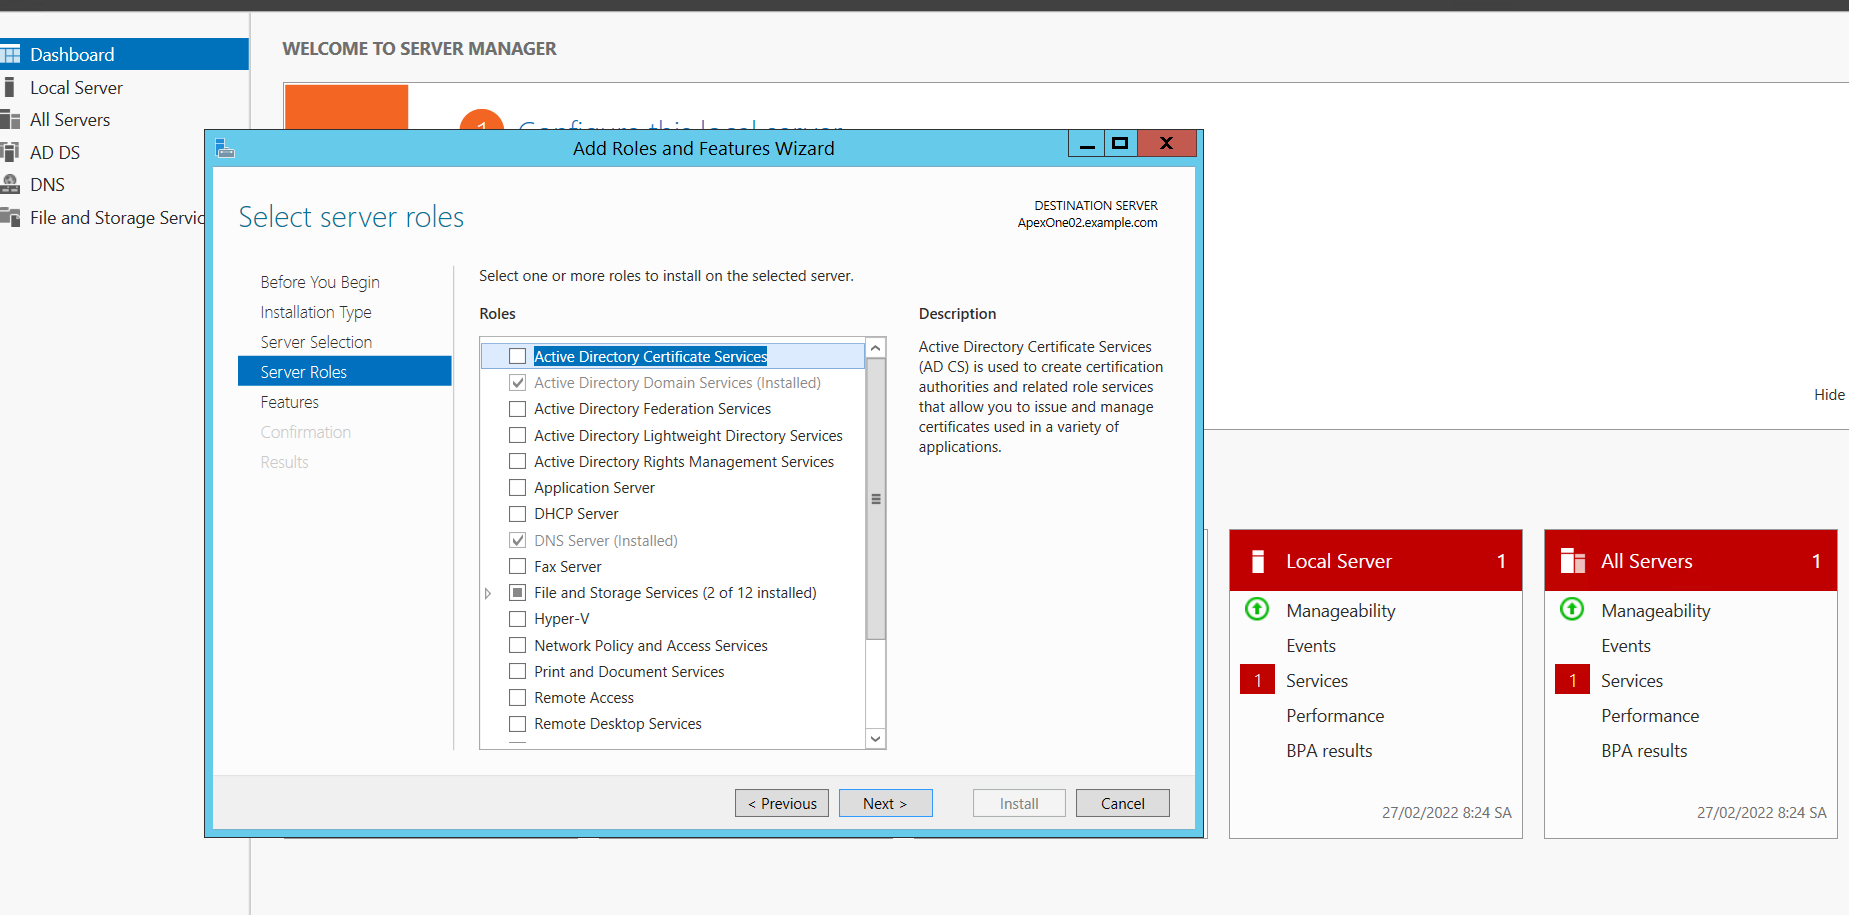 Dashboard
Local Server
All Servers
AD DS
DNS
File and Storage Servic
WELCOME TO SERVER MANAGER
1 Configure this local server
Add Roles and Features Wizard
X
Select server roles
DESTINATION SERVER
ApexOne02.example.com
Before You Begin
Installation Type
Server Selection
Server Roles
Features
Confirmation
Results
Select one or more roles to install on the selected server.
Roles
Active Directory Certificate Services
Active Directory Domain Services (Installed)
Active Directory Federation Services
Active Directory Lightweight Directory Services
Active Directory Rights Management Services
Application Server
DHCP Server
DNS Server (Installed)
Fax Server
File and Storage Services (2 of 12 installed)
Hyper-V
Network Policy and Access Services
Print and Document Services
Remote Access
Remote Desktop Services
Description
Active Directory Certificate Services
(AD CS) is used to create certification
authorities and related role services
that allow you to issue and manage
certificates used in a variety of
applications.
< Previous
Next >
Install
Cancel
Hide
Local Server 1
Manageability
Events
1 Services
Performance
BPA results
27/02/2022 8:24 SA
All Servers 1
Manageability
Events
1 Services
Performance
BPA results
27/02/2022 8:24 SA